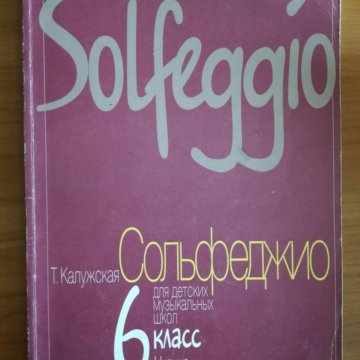 Solfeggio
Т. Калужская Сольфеджио
для детских
музыкальных
школ
6 класс